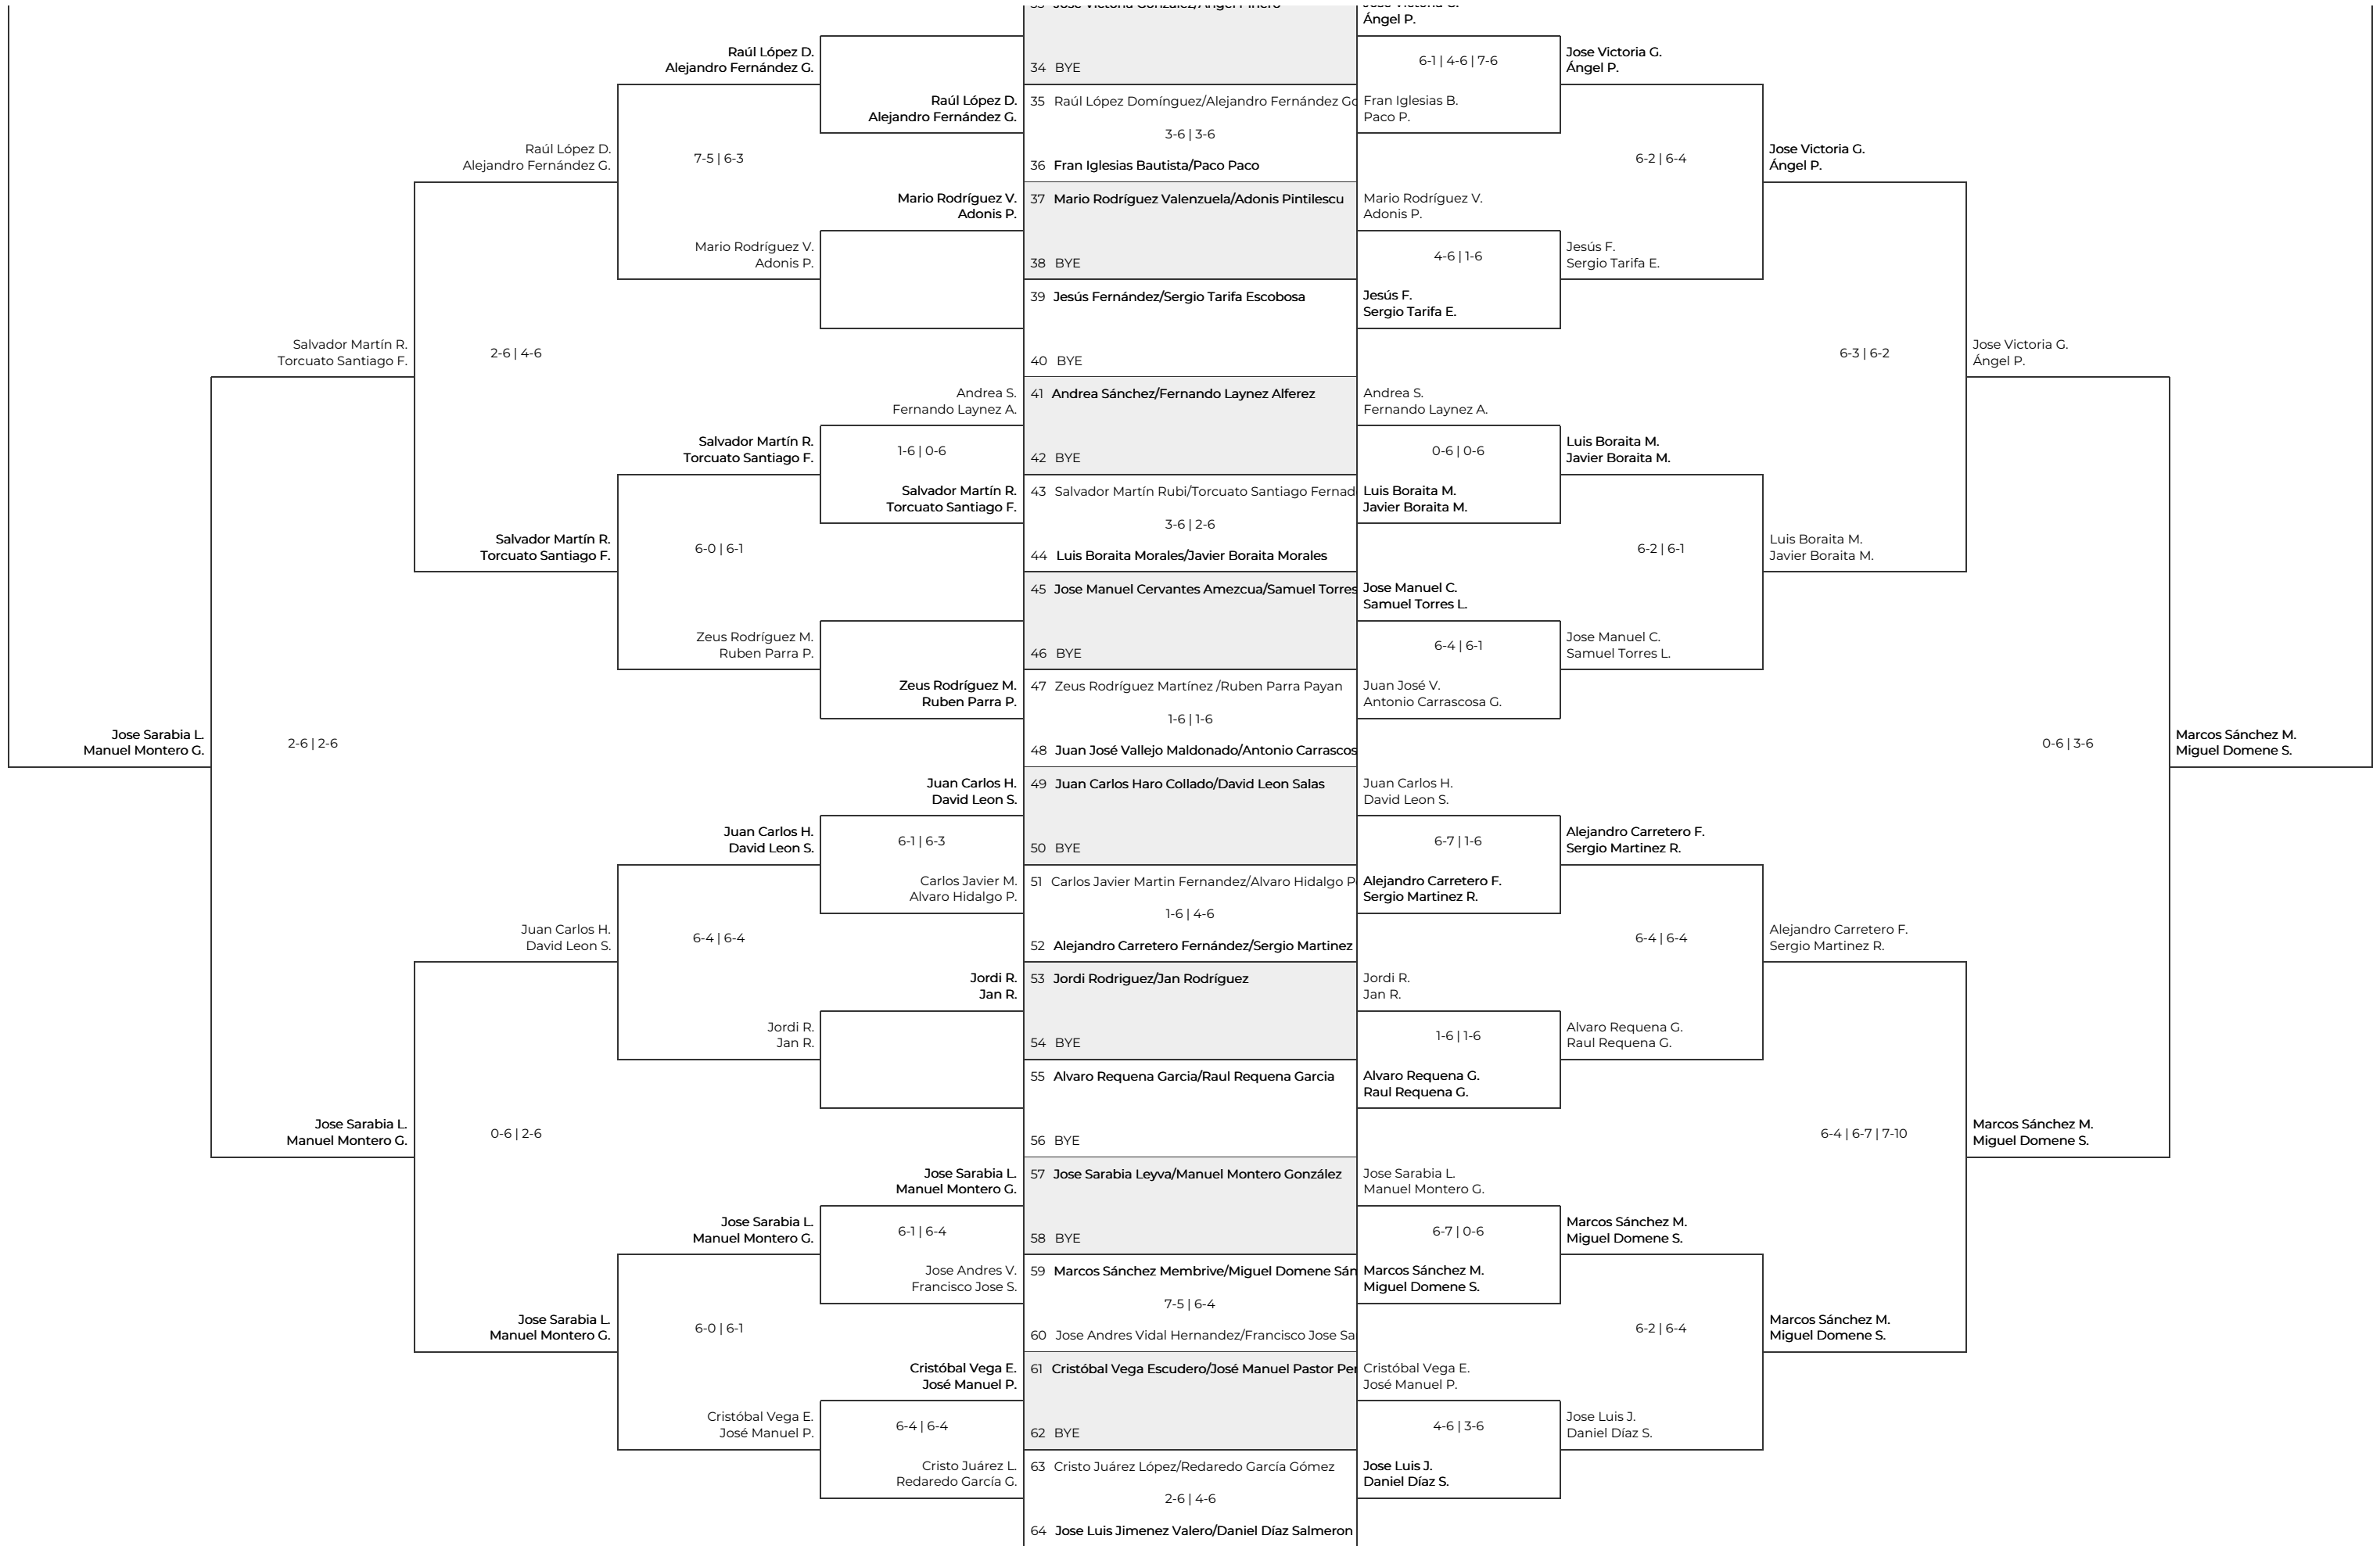 Raúl López D.
Alejandro Fernández G.
Raúl López D.
Alejandro Fernández G.
Raúl López D.
Alejandro Fernández G.
7-5 | 6-3
Mario Rodríguez V.
Adonis P.
Mario Rodríguez V.
Adonis P.
Salvador Martín R.
Torcuato Santiago F.
2-6 | 4-6
Andrea S.
Fernando Laynez A.
Salvador Martín R.
Torcuato Santiago F.
1-6 | 0-6
Salvador Martín R.
Torcuato Santiago F.
Salvador Martín R.
Torcuato Santiago F.
6-0 | 6-1
Zeus Rodríguez M.
Ruben Parra P.
Zeus Rodríguez M.
Ruben Parra P.
Jose Sarabia L.
Manuel Montero G.
2-6 | 2-6
Juan Carlos H.
David Leon S.
Juan Carlos H.
David Leon S.
6-1 | 6-3
Carlos Javier M.
Alvaro Hidalgo P.
Juan Carlos H.
David Leon S.
6-4 | 6-4
Jordi R.
Jan R.
Jordi R.
Jan R.
Jose Sarabia L.
Manuel Montero G.
0-6 | 2-6
Jose Sarabia L.
Manuel Montero G.
Jose Sarabia L.
Manuel Montero G.
6-1 | 6-4
Jose Andres V.
Francisco Jose S.
Jose Sarabia L.
Manuel Montero G.
6-0 | 6-1
Cristóbal Vega E.
José Manuel P.
Cristóbal Vega E.
José Manuel P.
6-4 | 6-4
Cristo Juárez L.
Redaredo García G.
34 BYE
35 Raúl López Domínguez/Alejandro Fernández Go
3-6 | 3-6
36 Fran Iglesias Bautista/Paco Paco
37 Mario Rodríguez Valenzuela/Adonis Pintilescu
38 BYE
39 Jesús Fernández/Sergio Tarifa Escobosa
40 BYE
41 Andrea Sánchez/Fernando Laynez Alferez
42 BYE
43 Salvador Martín Rubi/Torcuato Santiago Fernad
3-6 | 2-6
44 Luis Boraita Morales/Javier Boraita Morales
45 Jose Manuel Cervantes Amezcua/Samuel Torres
46 BYE
47 Zeus Rodríguez Martínez /Ruben Parra Payan
1-6 | 1-6
48 Juan José Vallejo Maldonado/Antonio Carrascos
49 Juan Carlos Haro Collado/David Leon Salas
50 BYE
51 Carlos Javier Martin Fernandez/Alvaro Hidalgo P
1-6 | 4-6
52 Alejandro Carretero Fernández/Sergio Martinez
53 Jordi Rodriguez/Jan Rodríguez
54 BYE
55 Alvaro Requena Garcia/Raul Requena Garcia
56 BYE
57 Jose Sarabia Leyva/Manuel Montero González
58 BYE
59 Marcos Sánchez Membrive/Miguel Domene Sán
7-5 | 6-4
60 Jose Andres Vidal Hernandez/Francisco Jose Sa
61 Cristóbal Vega Escudero/José Manuel Pastor Per
62 BYE
63 Cristo Juárez López/Redaredo García Gómez
2-6 | 4-6
64 Jose Luis Jimenez Valero/Daniel Díaz Salmeron
Ángel P.
6-1 | 4-6 | 7-6
Jose Victoria G.
Ángel P.
Fran Iglesias B.
Paco P.
6-2 | 6-4
Jose Victoria G.
Ángel P.
Mario Rodríguez V.
Adonis P.
4-6 | 1-6
Jesús F.
Sergio Tarifa E.
Jesús F.
Sergio Tarifa E.
6-3 | 6-2
Jose Victoria G.
Ángel P.
Andrea S.
Fernando Laynez A.
0-6 | 0-6
Luis Boraita M.
Javier Boraita M.
Luis Boraita M.
Javier Boraita M.
6-2 | 6-1
Luis Boraita M.
Javier Boraita M.
Jose Manuel C.
Samuel Torres L.
6-4 | 6-1
Jose Manuel C.
Samuel Torres L.
Juan José V.
Antonio Carrascosa G.
0-6 | 3-6
Marcos Sánchez M.
Miguel Domene S.
Juan Carlos H.
David Leon S.
6-7 | 1-6
Alejandro Carretero F.
Sergio Martinez R.
Alejandro Carretero F.
Sergio Martinez R.
6-4 | 6-4
Alejandro Carretero F.
Sergio Martinez R.
Jordi R.
Jan R.
1-6 | 1-6
Alvaro Requena G.
Raul Requena G.
Alvaro Requena G.
Raul Requena G.
6-4 | 6-7 | 7-10
Marcos Sánchez M.
Miguel Domene S.
Jose Sarabia L.
Manuel Montero G.
6-7 | 0-6
Marcos Sánchez M.
Miguel Domene S.
Marcos Sánchez M.
Miguel Domene S.
6-2 | 6-4
Marcos Sánchez M.
Miguel Domene S.
Cristóbal Vega E.
José Manuel P.
4-6 | 3-6
Jose Luis J.
Daniel Díaz S.
Jose Luis J.
Daniel Díaz S.